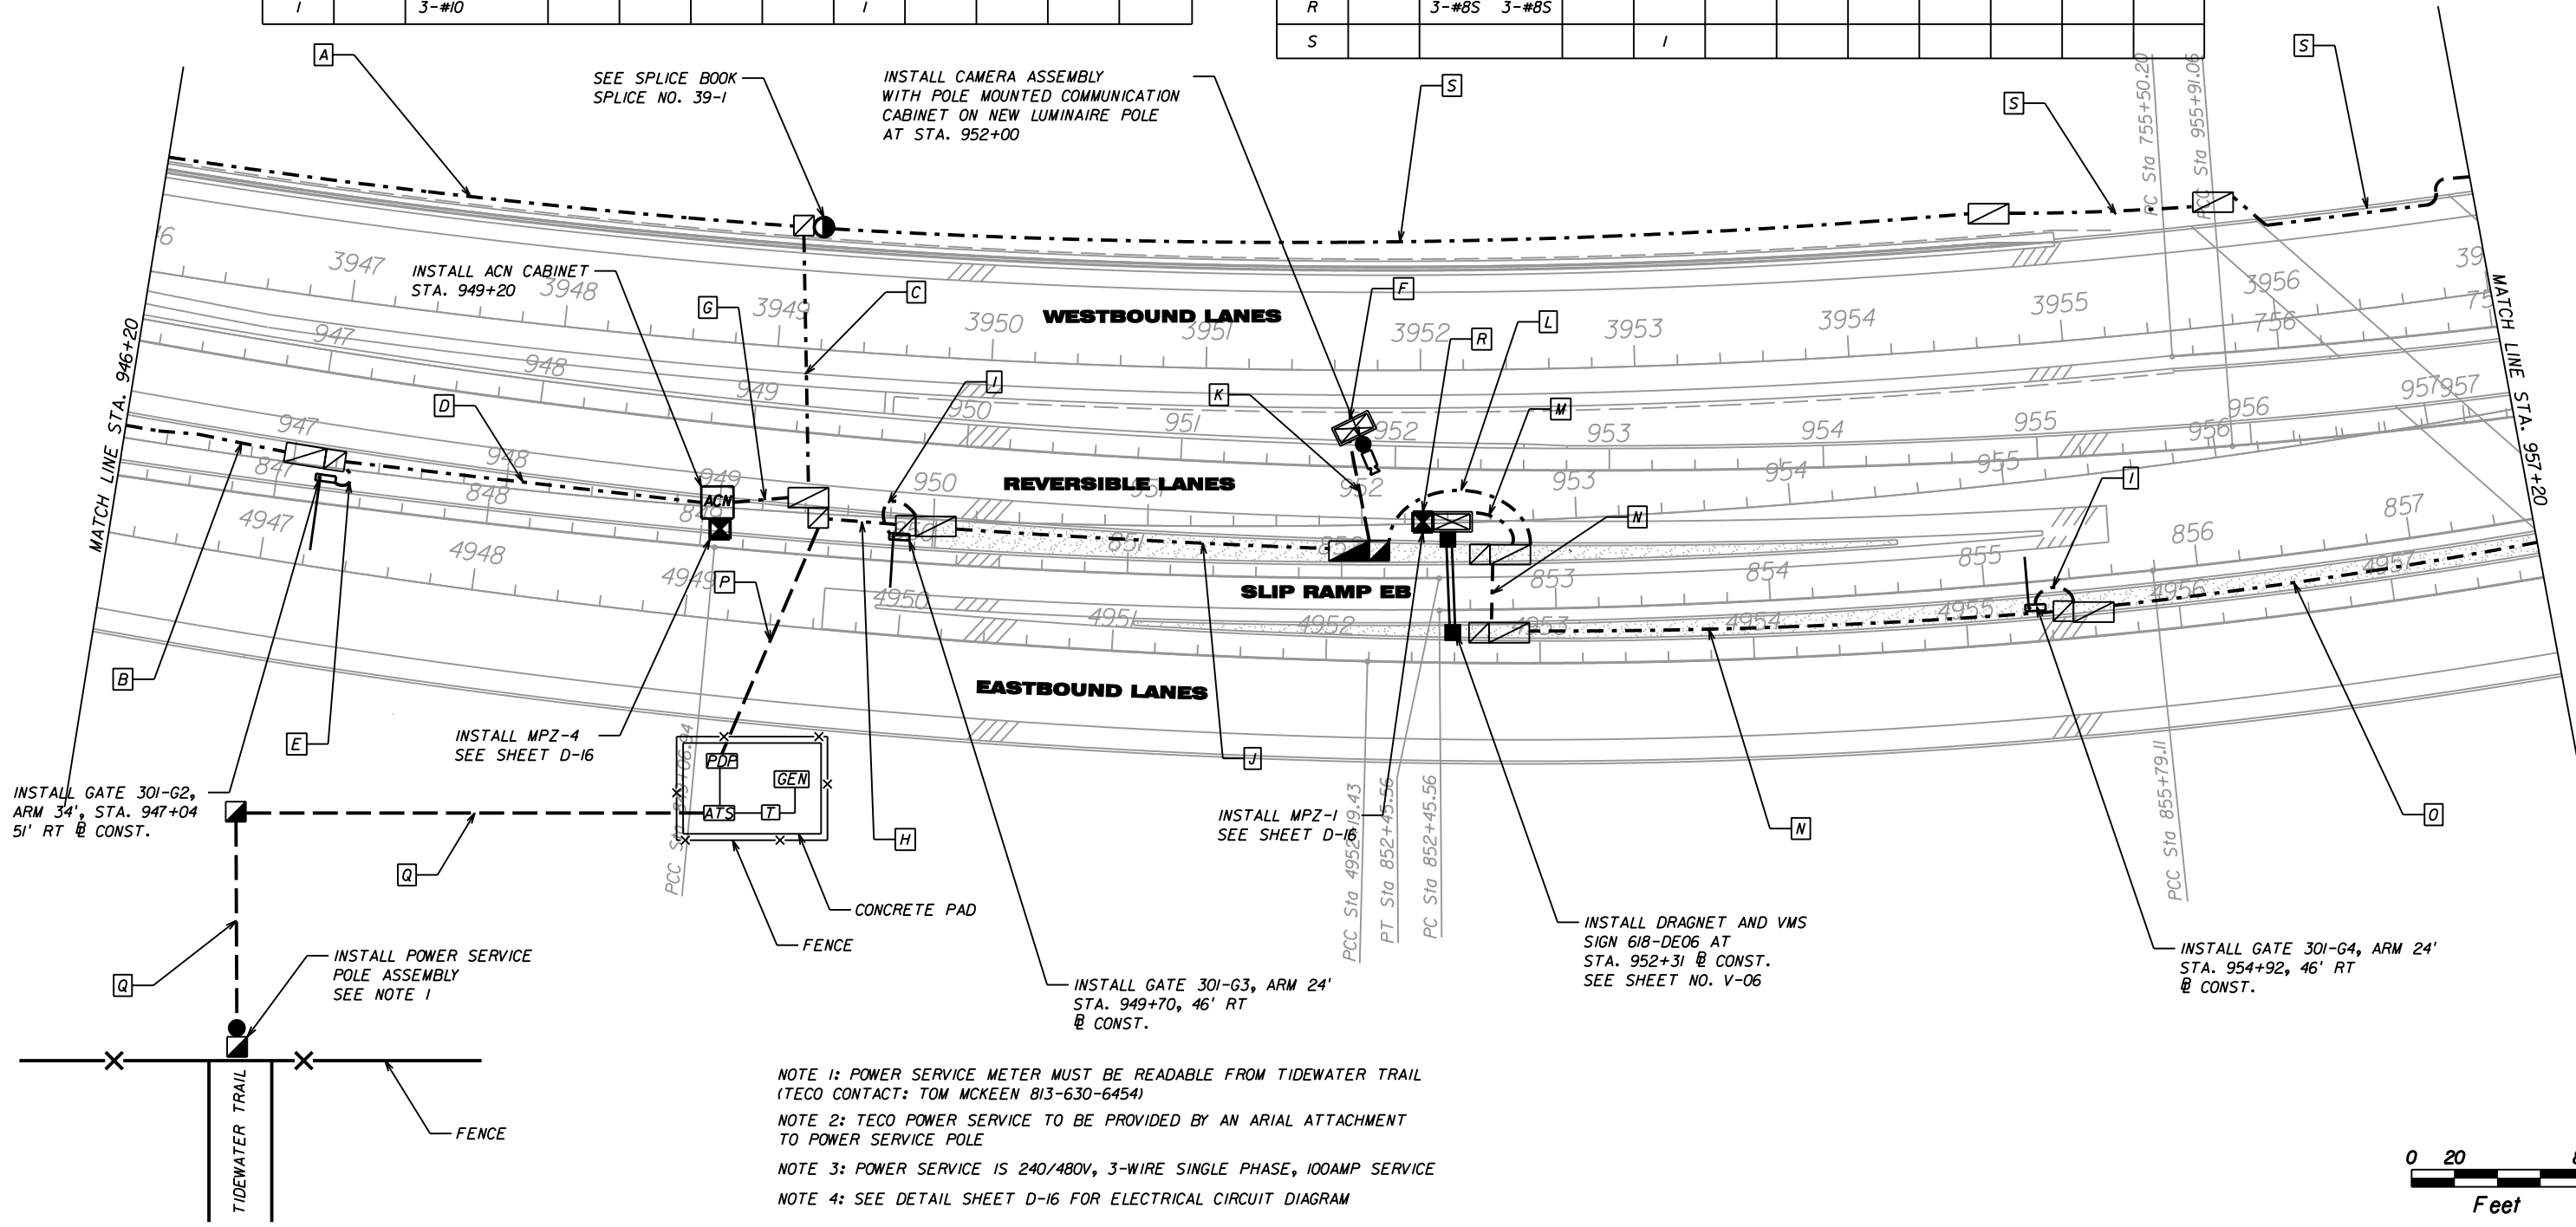 I 3-#10 I
R 3-#8S 3-#8S
S I
A
SEE SPLICE BOOK
SPLICE NO. 39-1
INSTALL CAMERA ASSEMBLY
WITH POLE MOUNTED COMMUNICATION
CABINET ON NEW LUMINAIRE POLE
AT STA. 952+00
S
S
S
PC Sta 755+50.20
PCC Sta 955+91.06
MATCH LINE STA. 946+20
MATCH LINE STA. 957+20
INSTALL ACN CABINET
STA. 949+20
G
C
F
R
L
WESTBOUND LANES
3947
3948
3949
3950
3951
3952
3953
3954
3955
3956
756
947
948
949
950
951
952
953
954
955
956
957
957
D
I
K
M
947
948
949
950
952
953
954
955
956
REVERSIBLE LANES
ACN
I
N
847
848
851
853
854
855
856
857
SLIP RAMP EB
4947
4948
4949
4950
4951
4952
4953
4954
4955
4956
4957
P
EASTBOUND LANES
B
E
INSTALL MPZ-4
SEE SHEET D-16
PDP
GEN
ATS
T
J
H
N
O
INSTALL GATE 301-G2,
ARM 34', STA. 947+04
51' RT ℄ CONST.
INSTALL MPZ-1
SEE SHEET D-16
PCC Sta 4952+19.43
PT Sta 852+45.56
PC Sta 852+45.56
PCC Sta 855+79.11
Q
CONCRETE PAD
FENCE
Q
INSTALL POWER SERVICE
POLE ASSEMBLY
SEE NOTE 1
INSTALL GATE 301-G3, ARM 24'
STA. 949+70, 46' RT
℄ CONST.
INSTALL DRAGNET AND VMS
SIGN 618-DE06 AT
STA. 952+31 ℄ CONST.
SEE SHEET NO. V-06
INSTALL GATE 301-G4, ARM 24'
STA. 954+92, 46' RT
℄ CONST.
TIDEWATER TRAIL
FENCE
NOTE 1: POWER SERVICE METER MUST BE READABLE FROM TIDEWATER TRAIL
(TECO CONTACT: TOM MCKEEN 813-630-6454)
NOTE 2: TECO POWER SERVICE TO BE PROVIDED BY AN ARIAL ATTACHMENT
TO POWER SERVICE POLE
NOTE 3: POWER SERVICE IS 240/480V, 3-WIRE SINGLE PHASE, 100AMP SERVICE
NOTE 4: SEE DETAIL SHEET D-16 FOR ELECTRICAL CIRCUIT DIAGRAM
0 20
Feet